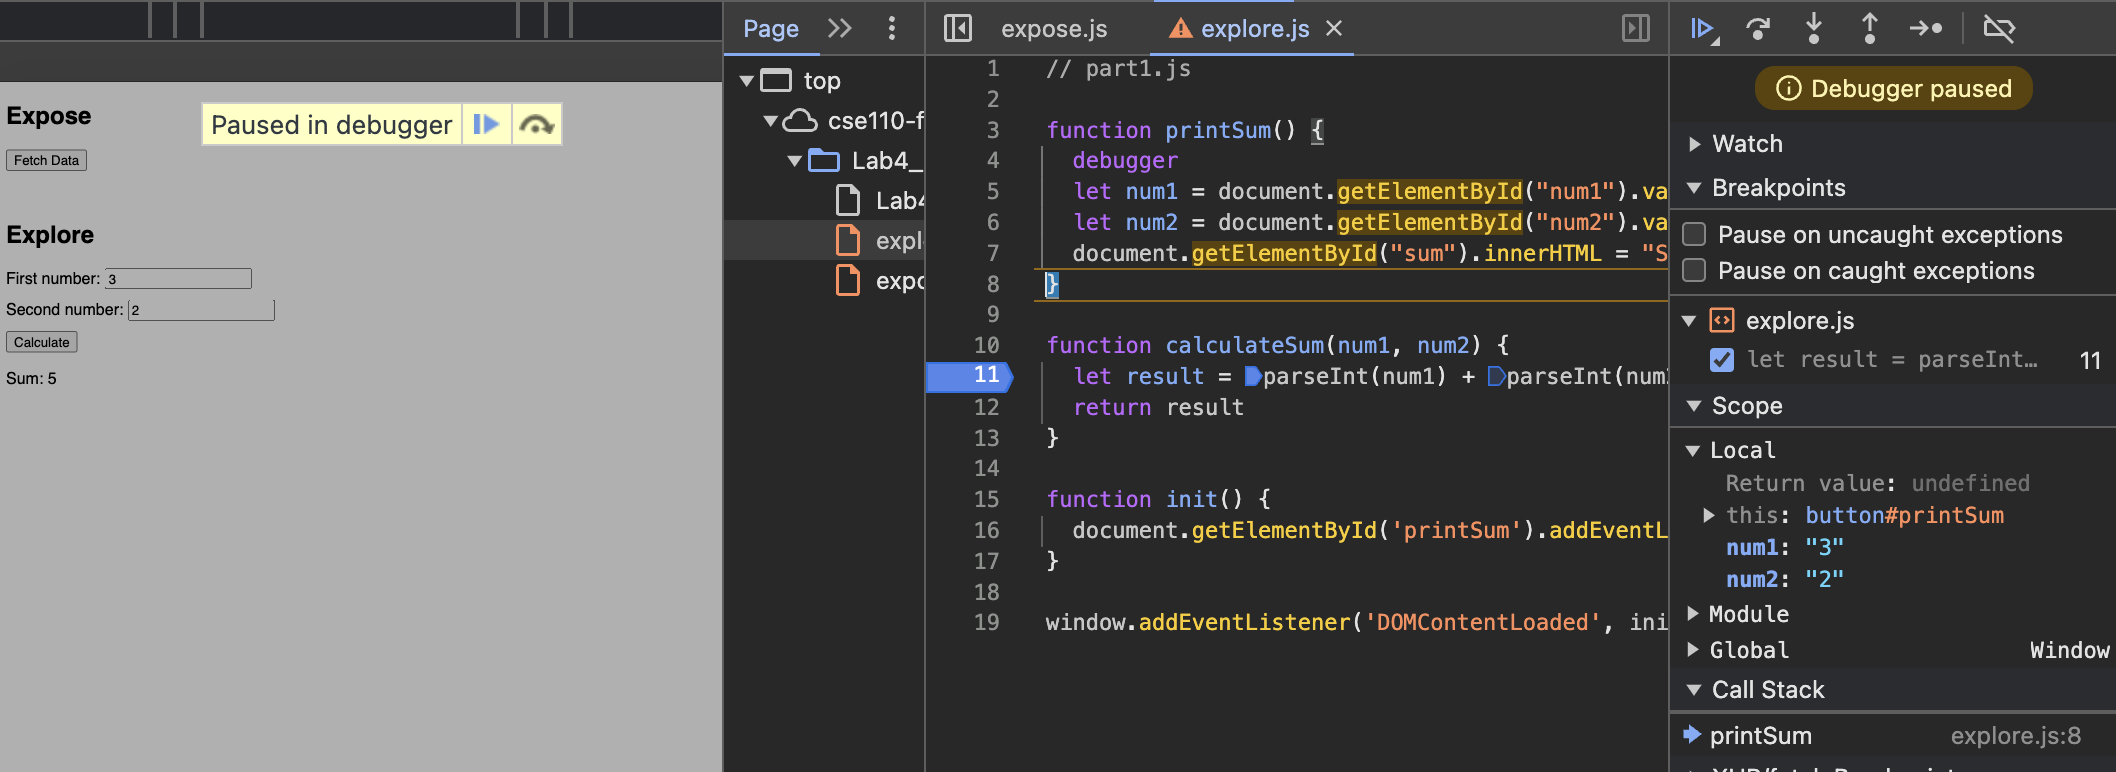 Expose
Paused in debugger
Fetch Data
Explore
First number: 3
Second number: 2
Calculate
Sum: 5
Page
top
cse110-f
Lab4_
Lab4
expl
expo
expose.js
explore.js
1 // part1.js
2
3 function printSum() {
4 debugger
5 let num1 = document.getElementById("num1").va
6 let num2 = document.getElementById("num2").va
7 document.getElementById("sum").innerHTML = "S
8 }
9
10 function calculateSum(num1, num2) {
11 let result = parseInt(num1) + parseInt(num
12 return result
13 }
14
15 function init() {
16 document.getElementById('printSum').addEventL
17 }
18
19 window.addEventListener('DOMContentLoaded', ini
Debugger paused
Watch
Breakpoints
Pause on uncaught exceptions
Pause on caught exceptions
explore.js
let result = parseInt… 11
Scope
Local
Return value: undefined
this: button#printSum
num1: "3"
num2: "2"
Module
Global Window
Call Stack
printSum explore.js:8